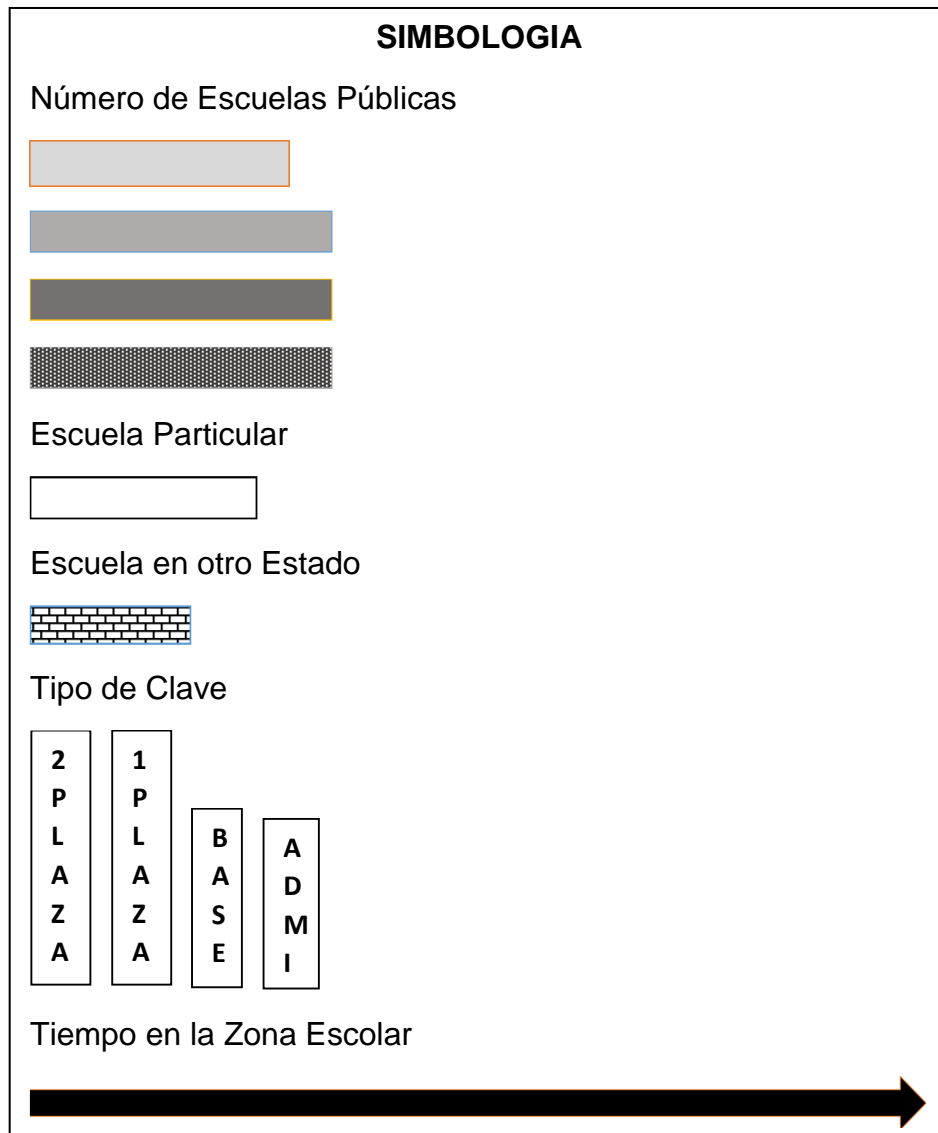 SIMBOLOGIA
Número de Escuelas Públicas
Escuela Particular
Escuela en otro Estado
Tipo de Clave
2
P
L
A
Z
A
1
P
L
A
Z
A
B
A
S
E
A
D
M
I
Tiempo en la Zona Escolar